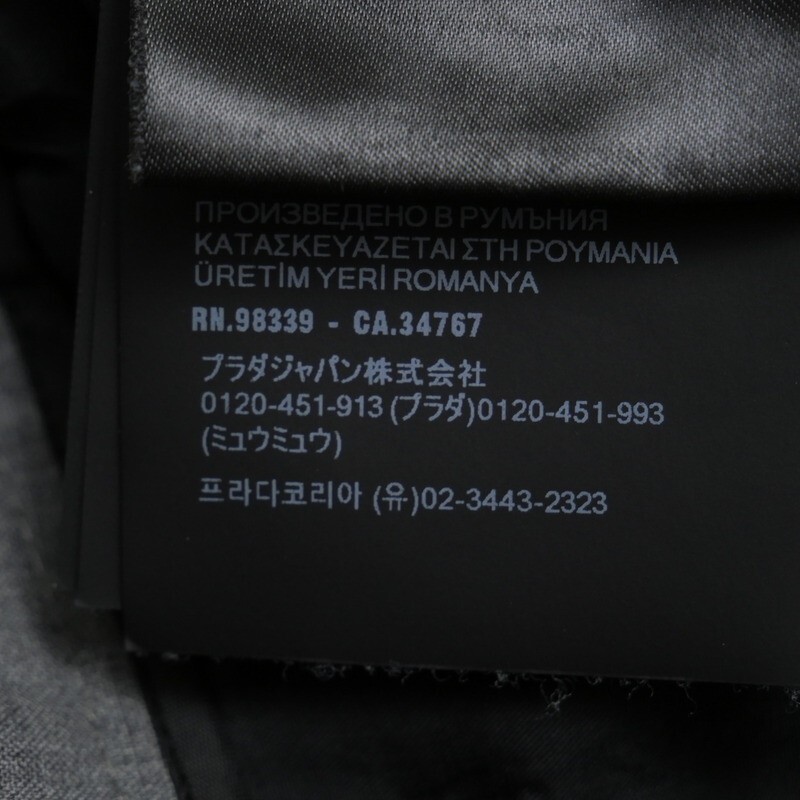 ПРОИЗВЕДЕНО В РУМЪНИЯ
ΚΑΤΑΣΚΕΥΑΖΕΤΑΙ ΣΤΗ ΡΟΥΜΑΝΙΑ
ÜRETİM YERİ ROMANYA
RN.98339 - CA.34767
プラダジャパン株式会社
0120-451-913 (プラダ)0120-451-993
(ミュウミュウ)
프라다코리아 (유)02-3443-2323